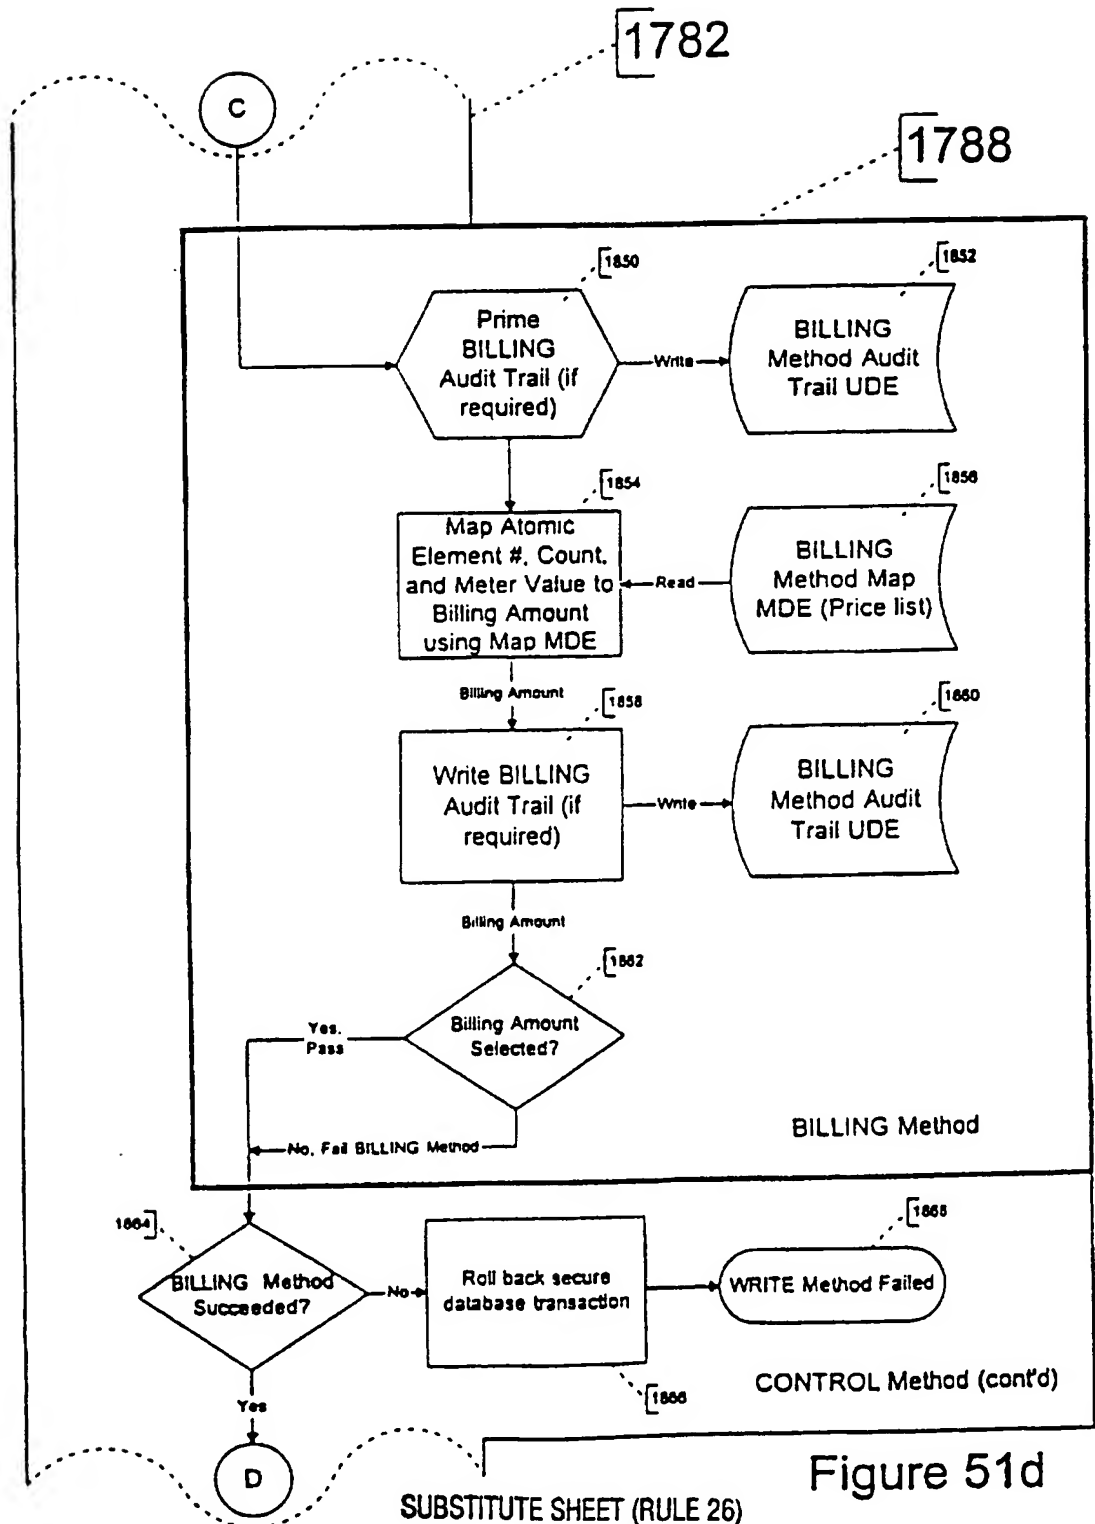 1782
C
1788
1850
1852
Prime
BILLING
Audit Trail (if
required)
Write
BILLING
Method Audit
Trail UDE
1854
1856
Map Atomic
Element #, Count,
and Meter Value to
Billing Amount
using Map MDE
Read
BILLING
Method Map
MDE (Price list)
Billing Amount
1858
1860
Write BILLING
Audit Trail (if
required)
Write
BILLING
Method Audit
Trail UDE
Billing Amount
1862
Yes,
Pass
Billing Amount
Selected?
No, Fail BILLING Method
BILLING Method
1864
1868
BILLING Method
Succeeded?
No
Roll back secure
database transaction
WRITE Method Failed
1866
CONTROL Method (cont'd)
Yes
D
Figure 51d
SUBSTITUTE SHEET (RULE 26)